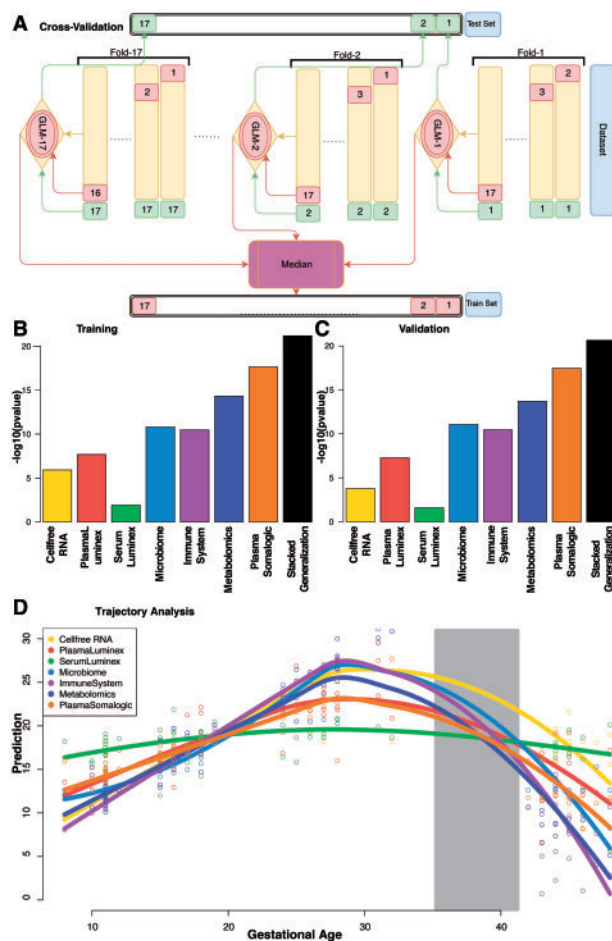 A
Cross-Validation
17
2
1
Test Set
Fold-17
Fold-2
Fold-1
1
2
1
3
2
3
GLM-17
GLM-2
GLM-1
Dataset
16
17
17
17
17
17
2
2
2
1
1
1
Median
17
2
1
Train Set
B
Training
C
Validation
-log10(pvalue)
20
15
10
5
0
Cellfree
RNA
PlasmaL
uminex
Serum
Luminex
Microbiome
Immune
System
Metabolomics
Plasma
Somalogic
Stacked
Generalization
-log10(pvalue)
20
15
10
5
0
Cellfree
RNA
Plasma
Luminex
Serum
Luminex
Microbiome
Immune
System
Metabolomics
Plasma
Somalogic
Stacked
Generalization
D
Trajectory Analysis
Cellfree RNA
PlasmaLuminex
SerumLuminex
Microbiome
ImmuneSystem
Metabolomics
PlasmaSomalogic
Prediction
30
25
20
15
10
5
0
10
20
30
40
Gestational Age